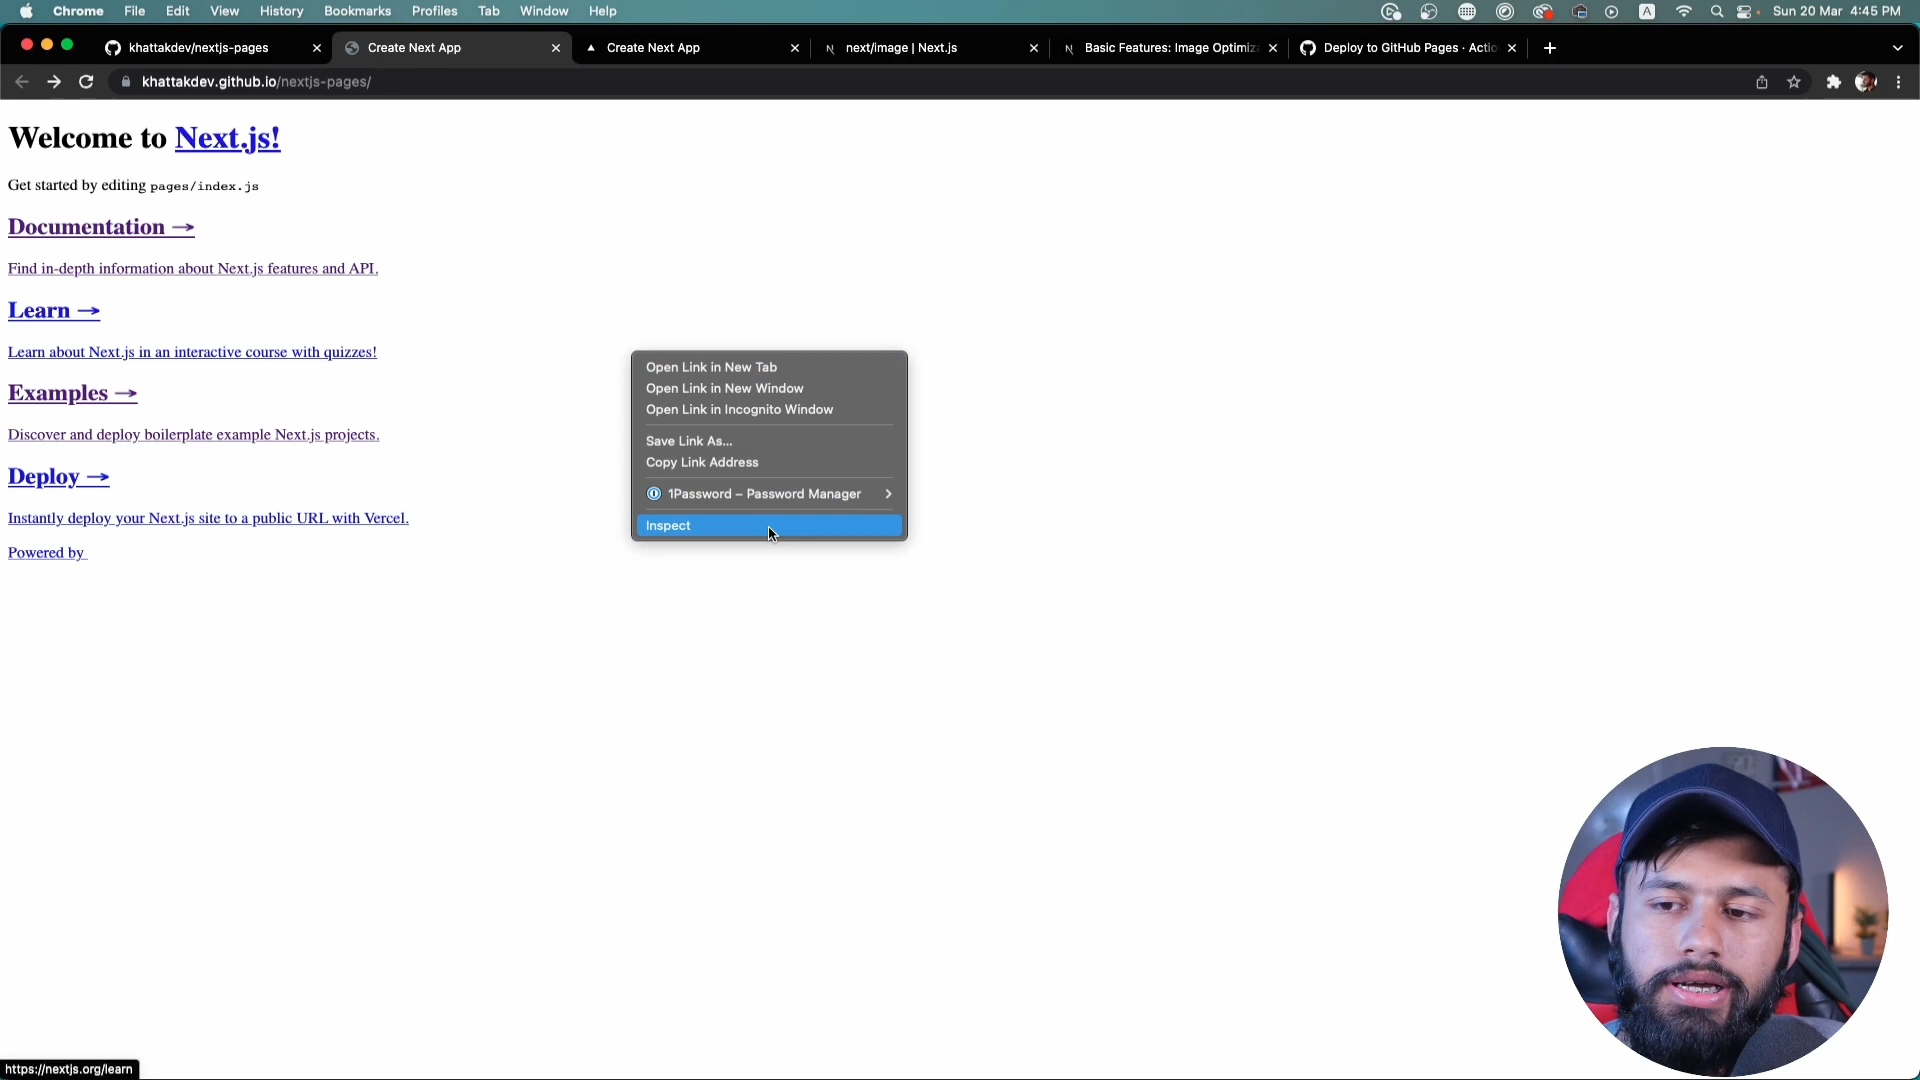 Chrome File Edit View History Bookmarks Profiles Tab Window Help A Sun 20 Mar 4:45 PM
khattakdev/nextjs-pages Create Next App Create Next App next/image | Next.js Basic Features: Image Optimiza Deploy to GitHub Pages · Actio
khattakdev.github.io/nextjs-pages/
Welcome to Next.js!
Get started by editing pages/index.js
Documentation →
Find in-depth information about Next.js features and API.
Learn →
Learn about Next.js in an interactive course with quizzes!
Examples →
Discover and deploy boilerplate example Next.js projects.
Deploy →
Instantly deploy your Next.js site to a public URL with Vercel.
Powered by
Open Link in New Tab
Open Link in New Window
Open Link in Incognito Window
Save Link As...
Copy Link Address
1Password – Password Manager
Inspect
https://nextjs.org/learn